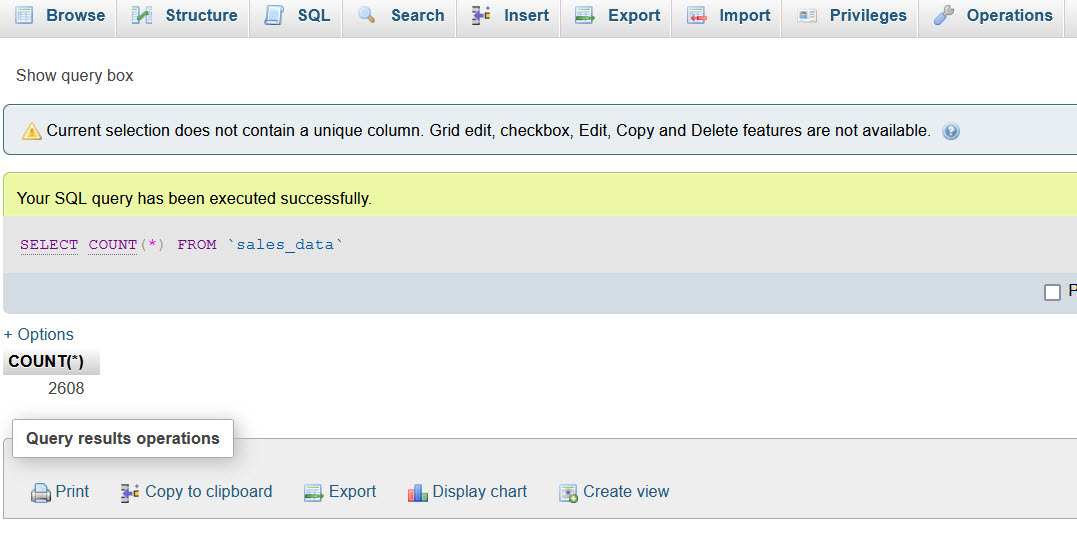 Browse Structure SQL Search Insert Export Import Privileges Operations
Show query box
Current selection does not contain a unique column. Grid edit, checkbox, Edit, Copy and Delete features are not available.
Your SQL query has been executed successfully.
SELECT COUNT(*) FROM `sales_data`
+ Options
COUNT(*)
2608
Query results operations
Print Copy to clipboard Export Display chart Create view